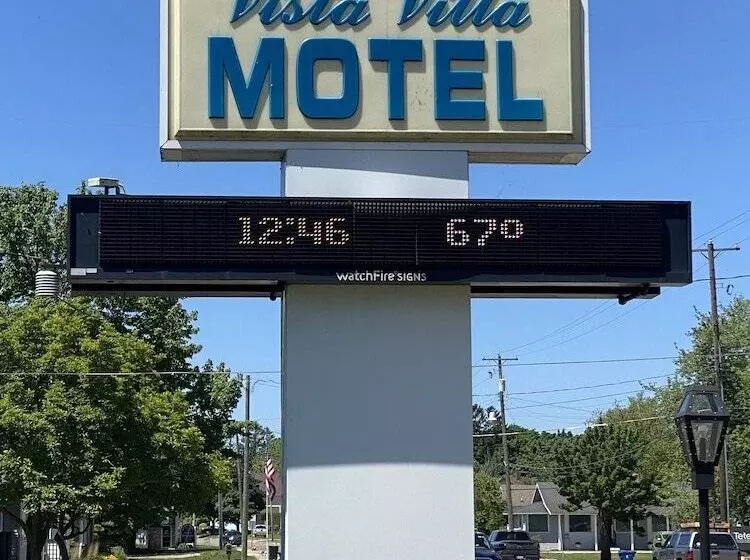 Vista Villa
MOTEL
12:46 67°
watchFire SIGNS